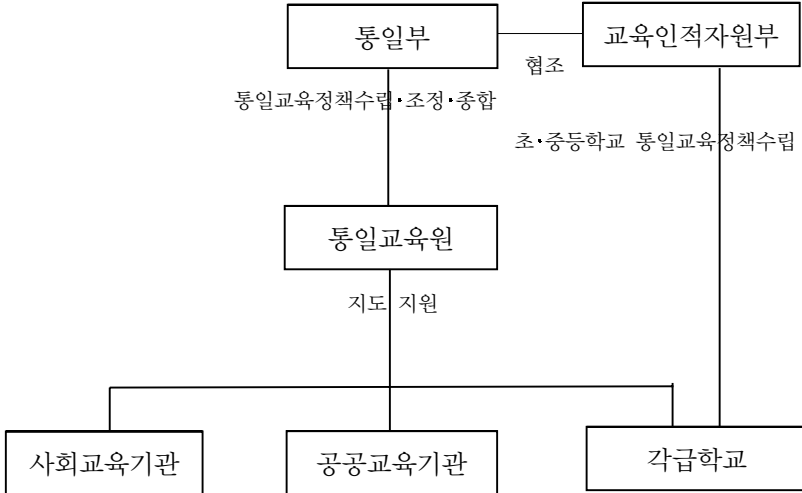 통일부
교육인적자원부
협조
통일교육정책수립·조정·종합
초·중등학교 통일교육정책수립
통일교육원
지도 지원
사회교육기관
공공교육기관
각급학교